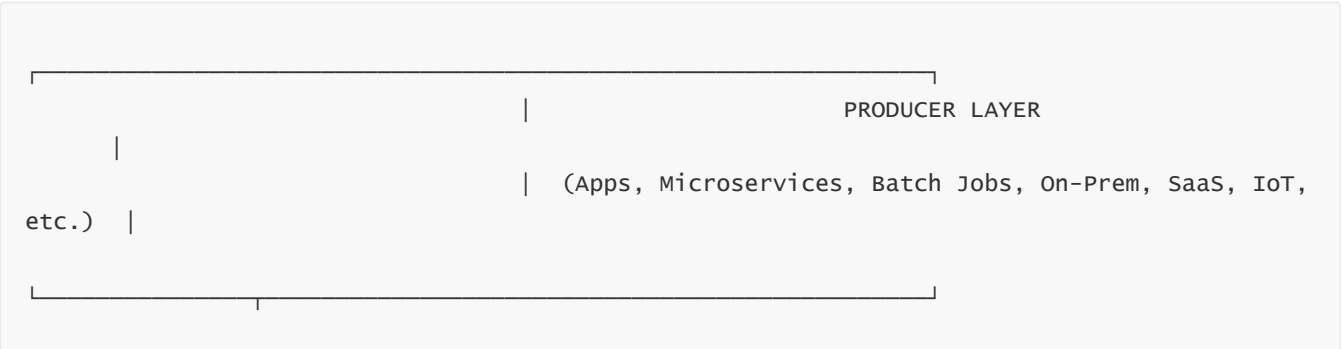 PRODUCER LAYER
(Apps, Microservices, Batch Jobs, On-Prem, SaaS, IoT,
etc.)